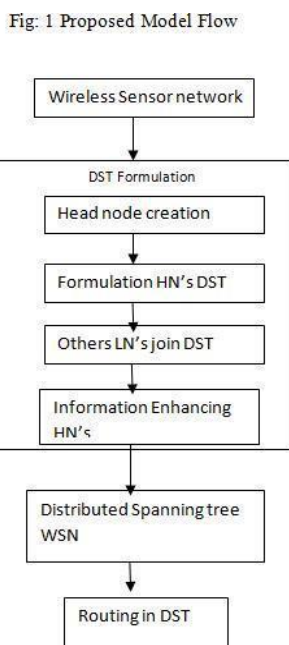 Fig: 1 Proposed Model Flow
Wireless Sensor network
DST Formulation
Head node creation
Formulation HN's DST
Others LN's join DST
Information Enhancing
HN's
Distributed Spanning tree
WSN
Routing in DST